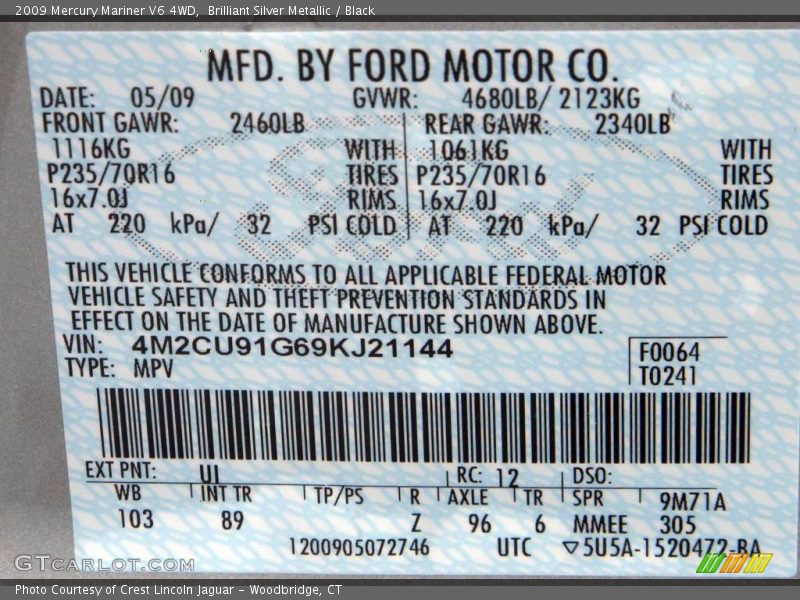 2009 Mercury Mariner V6 4WD,  Brilliant Silver Metallic / Black
MFD. BY FORD MOTOR CO.
DATE: 05/09 GVWR: 4680LB/ 2123KG
FRONT GAWR: 2460LB REAR GAWR: 2340LB
1116KG WITH 1061KG WITH
P235/70R16 TIRES P235/70R16 TIRES
16x7.0J RIMS 16x7.0J RIMS
AT 220 kPa/ 32 PSI COLD AT 220 kPa/ 32 PSI COLD
THIS VEHICLE CONFORMS TO ALL APPLICABLE FEDERAL MOTOR
VEHICLE SAFETY AND THEFT PREVENTION STANDARDS IN
EFFECT ON THE DATE OF MANUFACTURE SHOWN ABOVE.
VIN: 4M2CU91G69KJ21144 F0064
TYPE: MPV T0241
EXT PNT: UI RC: 12 DSO:
WB INT TR TP/PS R AXLE TR SPR 9M71A
103 89 Z 96 6 MMEE 305
1200905072746 UTC ▽5U5A-1520472-BA
GTCARLOT.COM
Photo Courtesy of Crest Lincoln Jaguar - Woodbridge, CT